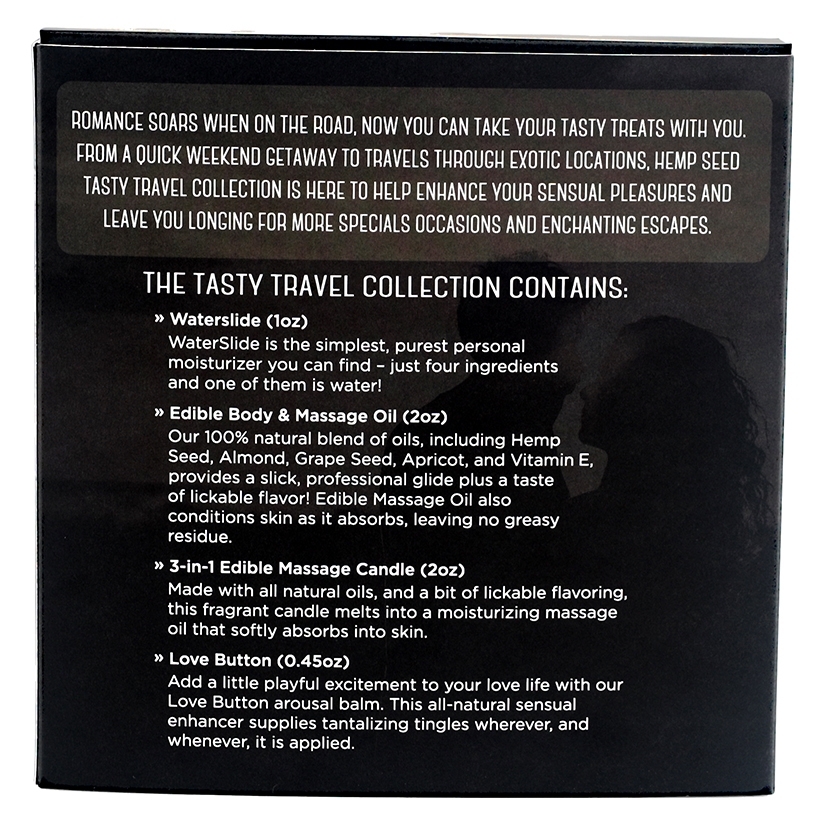 ROMANCE SOARS WHEN ON THE ROAD, NOW YOU CAN TAKE YOUR TASTY TREATS WITH YOU.
FROM A QUICK WEEKEND GETAWAY TO TRAVELS THROUGH EXOTIC LOCATIONS, HEMP SEED
TASTY TRAVEL COLLECTION IS HERE TO HELP ENHANCE YOUR SENSUAL PLEASURES AND
LEAVE YOU LONGING FOR MORE SPECIALS OCCASIONS AND ENCHANTING ESCAPES.
THE TASTY TRAVEL COLLECTION CONTAINS:
» Waterslide (1oz)
WaterSlide is the simplest, purest personal
moisturizer you can find – just four ingredients
and one of them is water!
» Edible Body & Massage Oil (2oz)
Our 100% natural blend of oils, including Hemp
Seed, Almond, Grape Seed, Apricot, and Vitamin E,
provides a slick, professional glide plus a taste
of lickable flavor! Edible Massage Oil also
conditions skin as it absorbs, leaving no greasy
residue.
» 3-in-1 Edible Massage Candle (2oz)
Made with all natural oils, and a bit of lickable flavoring,
this fragrant candle melts into a moisturizing massage
oil that softly absorbs into skin.
» Love Button (0.45oz)
Add a little playful excitement to your love life with our
Love Button arousal balm. This all-natural sensual
enhancer supplies tantalizing tingles wherever, and
whenever, it is applied.